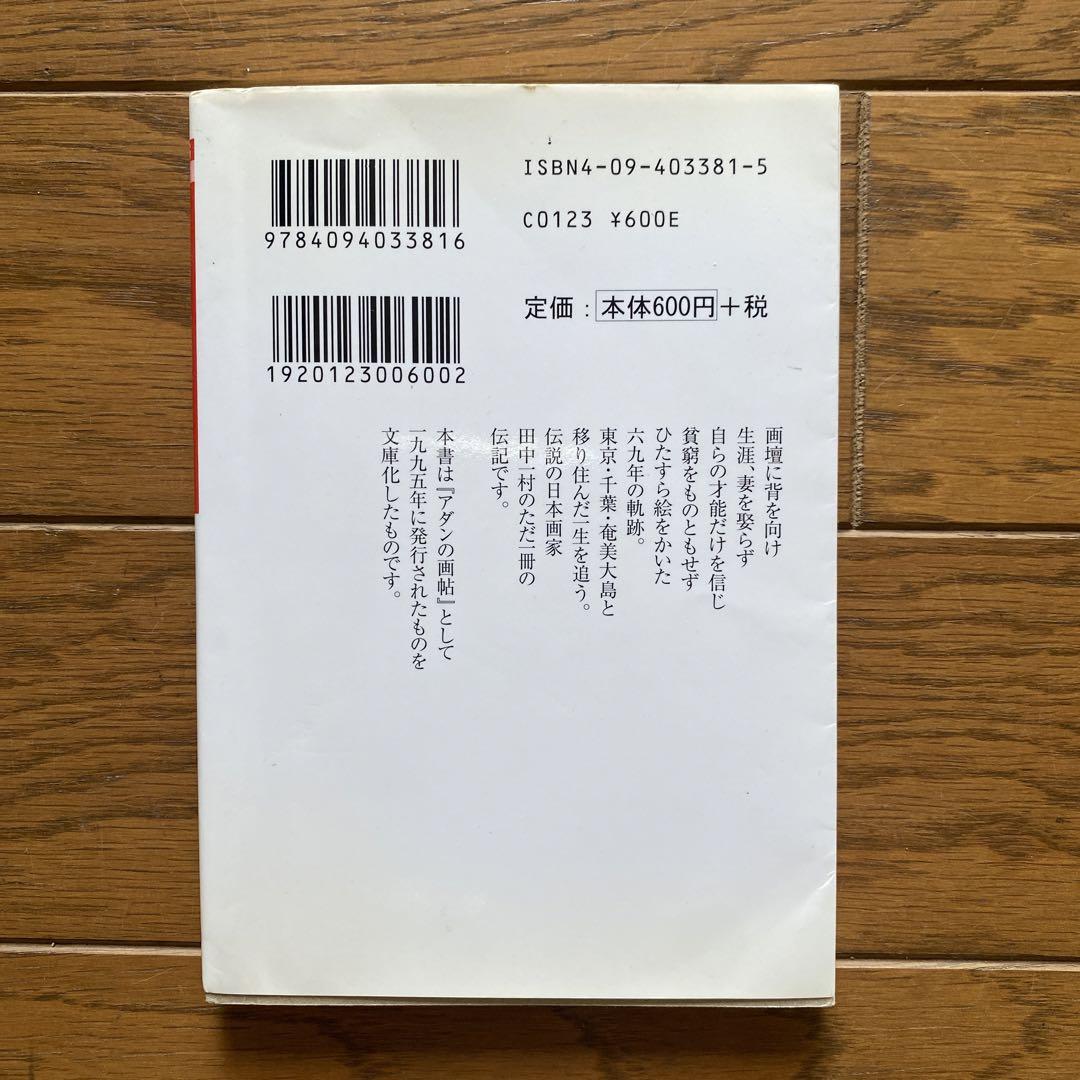 9784094033816
ISBN4-09-403381-5
C0123 ¥600E
1920123006002
定価：本体600円＋税
画壇に背を向け
生涯、妻を娶らず
自らの才能だけを信じ
貧窮をものともせず
ひたすら絵をかいた
六九年の軌跡。
東京・千葉・奄美大島と
移り住んだ一生を追う。
伝説の日本画家
田中一村のただ一冊の
伝記です。
本書は『アダンの画帖』として
一九九五年に発行されたものを
文庫化したものです。